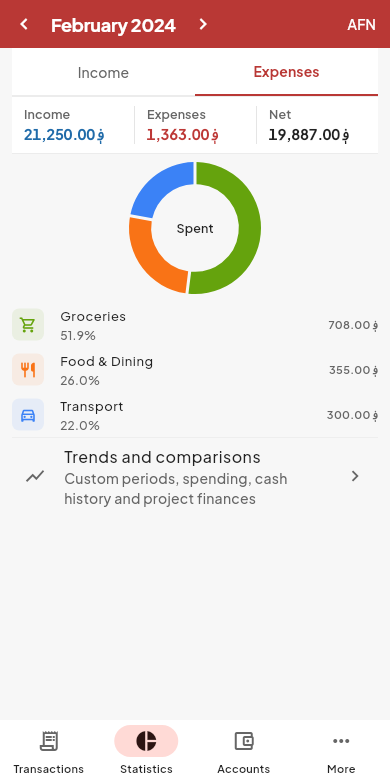 February 2024
AFN
Income
Expenses
Income
Expenses
Net
21,250.00؋
1,363.00؋
19,887.00؋
Spent
Groceries
51.9%
708.00؋
Food & Dining
26.0%
355.00؋
Transport
22.0%
300.00؋
Trends and comparisons
Custom periods, spending, cash
history and project finances
Transactions
Statistics
Accounts
More